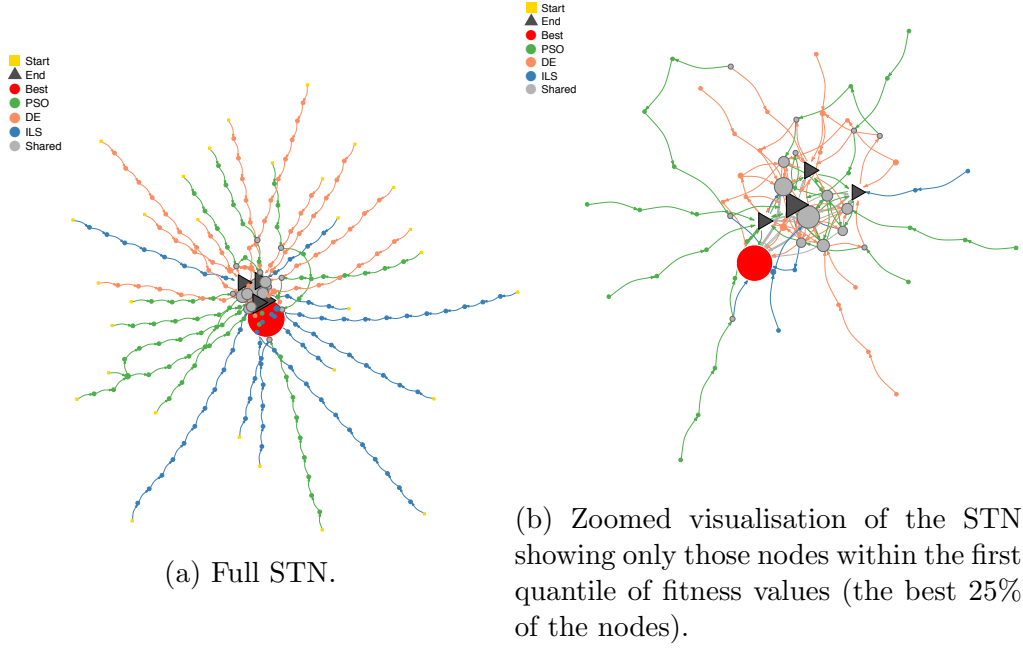 Start
End
Best
PSO
DE
ILS
Shared
(a) Full STN.
Start
End
Best
PSO
DE
ILS
Shared
(b) Zoomed visualisation of the STN
showing only those nodes within the first
quantile of fitness values (the best 25%
of the nodes).